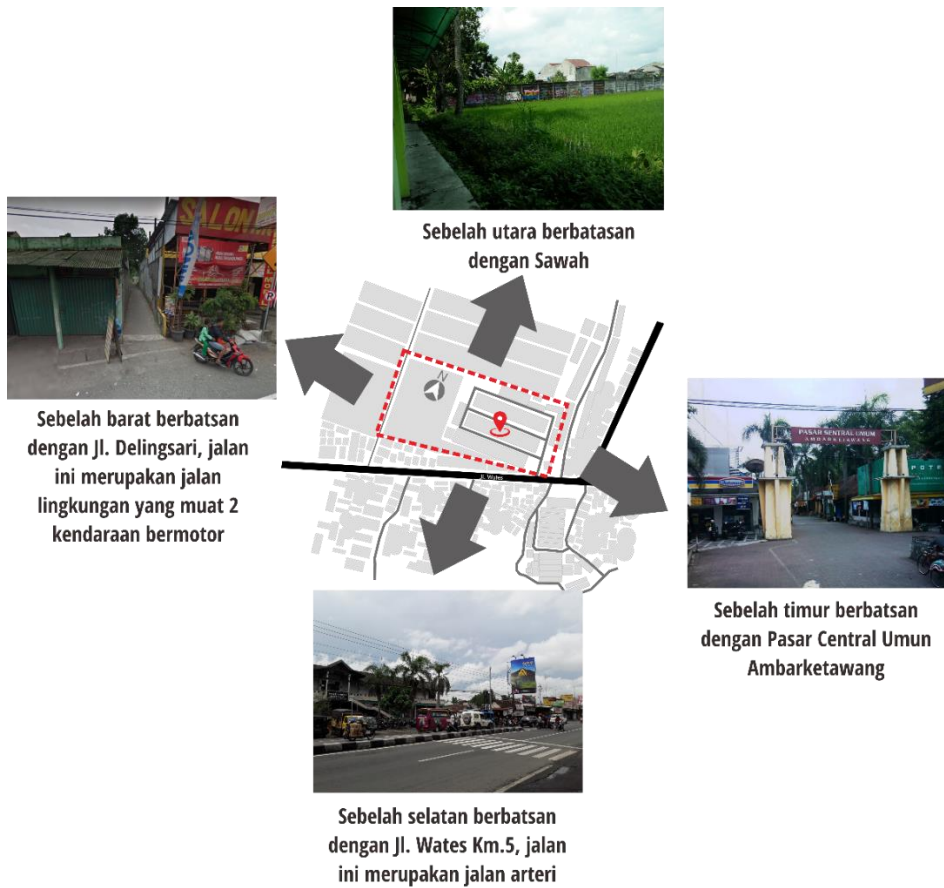 Sebelah utara berbatasan
dengan Sawah
SALON
Sebelah barat berbatsan
dengan Jl. Delingsari, jalan
ini merupakan jalan
lingkungan yang muat 2
kendaraan bermotor
N
Jl. Wates
PASAR SENTRAL UMUM
AMBARKETAWANG
Sebelah timur berbatsan
dengan Pasar Central Umun
Ambarketawang
Sebelah selatan berbatsan
dengan Jl. Wates Km.5, jalan
ini merupakan jalan arteri